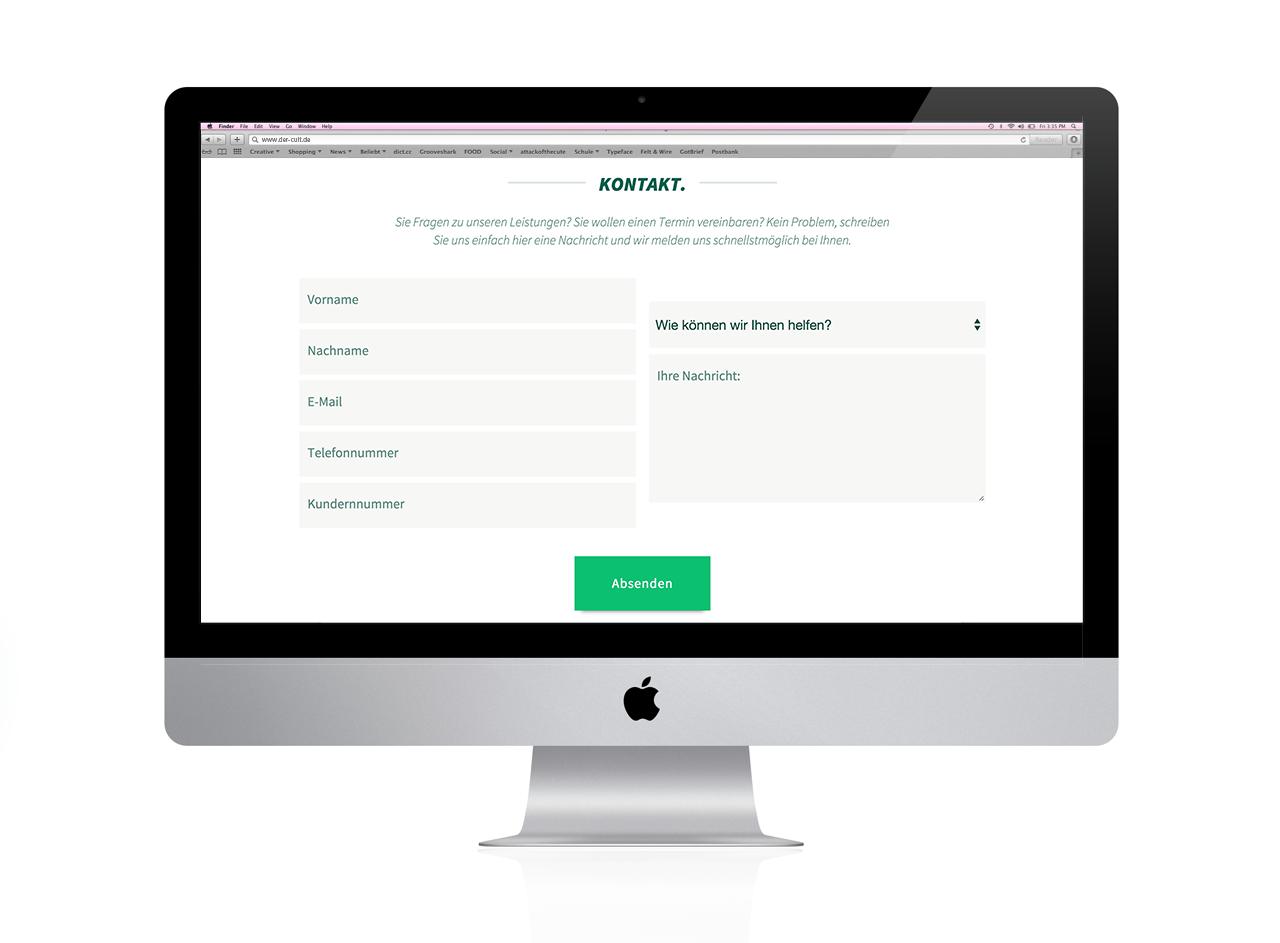 Finder File Edit View Go Window Help Fri 3:35 PM
www.der-cult.de Reader
Creative Shopping News Beliebt dict.cc Grooveshark FOOD Social attackofthecute Schule Typeface Felt & Wire GotBrief Postbank
KONTAKT.
Sie Fragen zu unseren Leistungen? Sie wollen einen Termin vereinbaren? Kein Problem, schreiben
Sie uns einfach hier eine Nachricht und wir melden uns schnellstmöglich bei Ihnen.
Vorname
Nachname
E-Mail
Telefonnummer
Kundernnummer
Wie können wir Ihnen helfen?
Ihre Nachricht:
Absenden